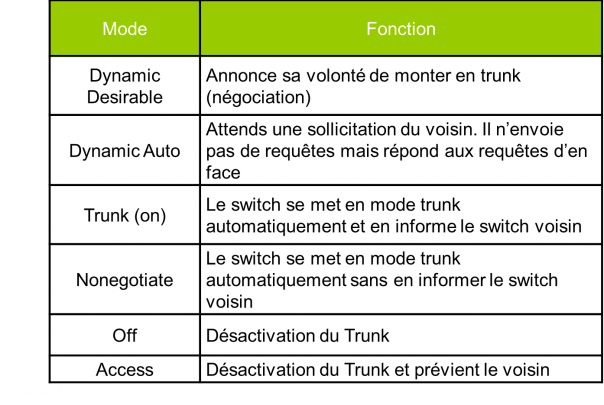 Mode Fonction
Dynamic
Desirable
Annonce sa volonté de monter en trunk
(négociation)
Dynamic Auto
Attends une sollicitation du voisin. Il n'envoie
pas de requêtes mais répond aux requêtes d'en
face
Trunk (on)
Le switch se met en mode trunk
automatiquement et en informe le switch voisin
Nonegotiate
Le switch se met en mode trunk
automatiquement sans en informer le switch
voisin
Off
Désactivation du Trunk
Access
Désactivation du Trunk et prévient le voisin